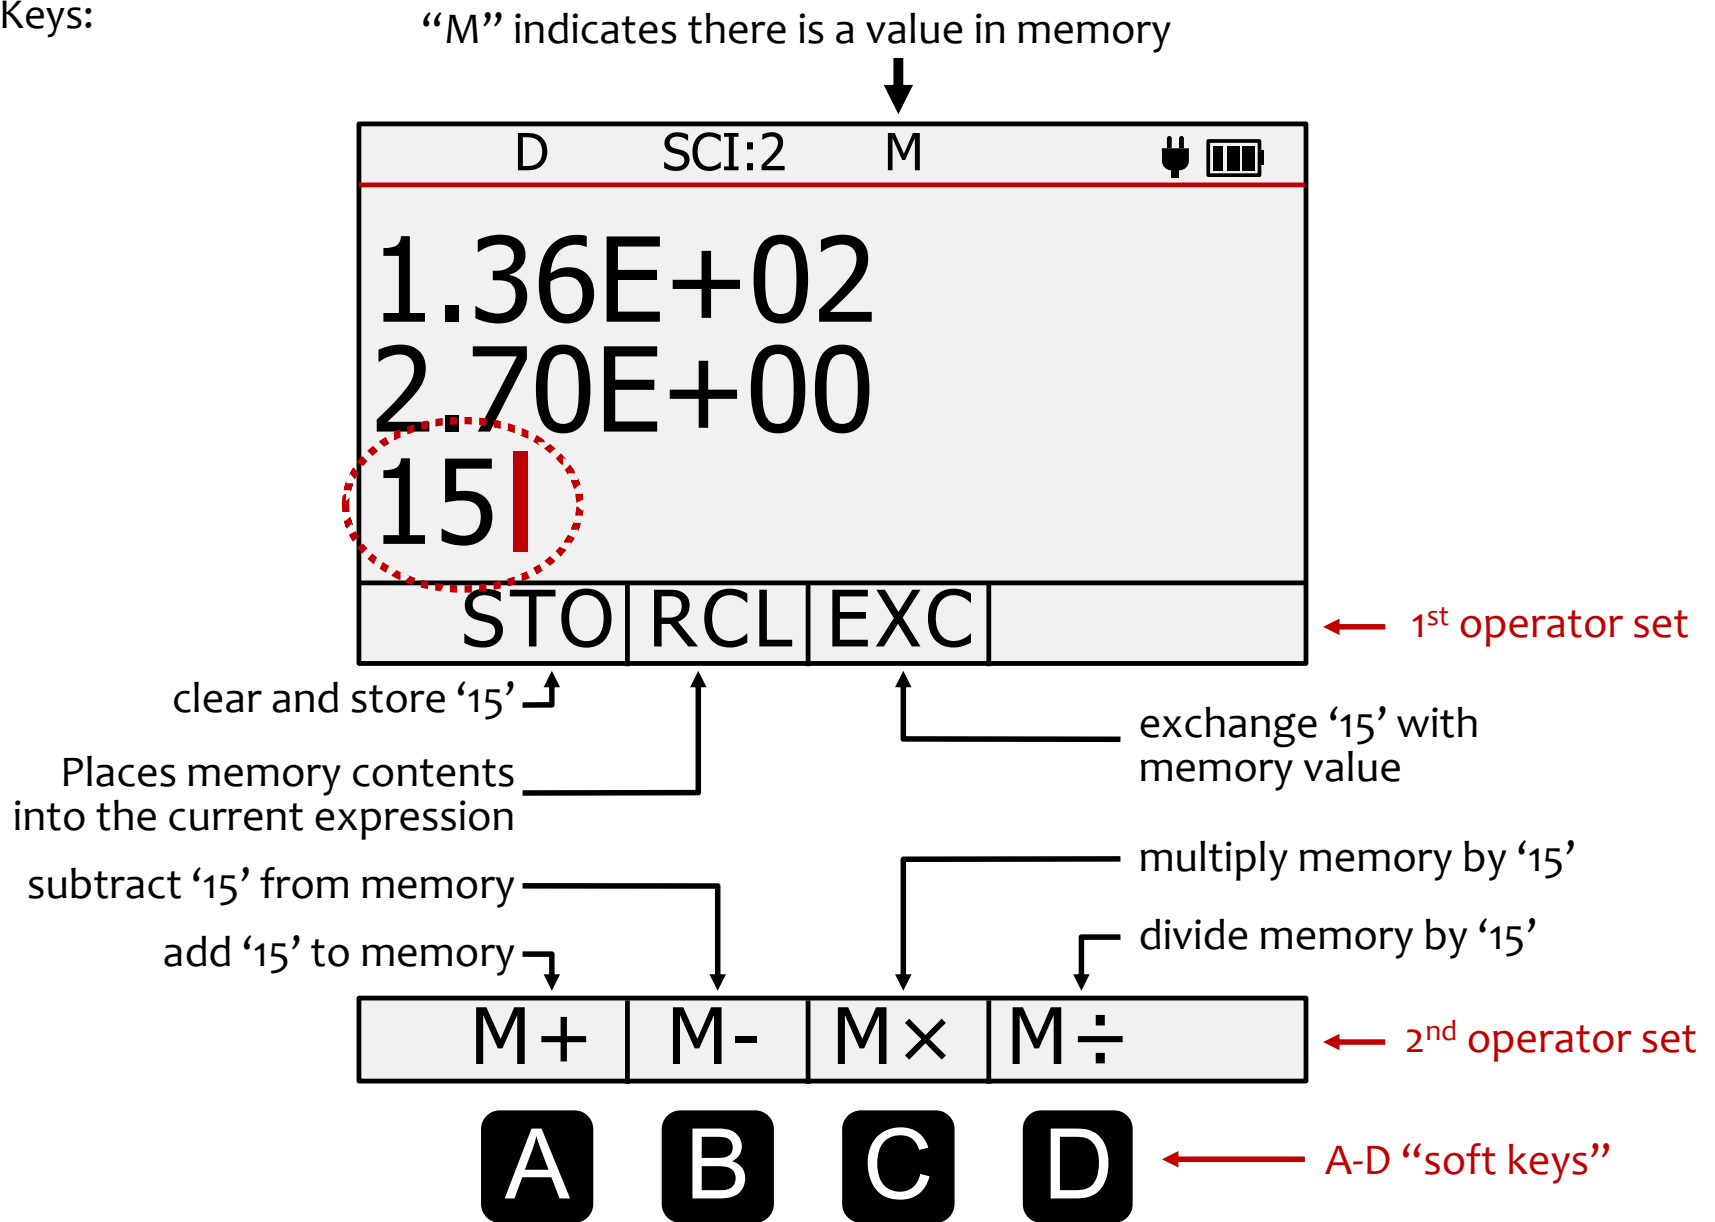 Keys:
“M” indicates there is a value in memory
D SCI:2 M
1.36E+02
2.70E+00
15
STO RCL EXC
1st operator set
clear and store ‘15’
exchange ‘15’ with
memory value
Places memory contents
into the current expression
multiply memory by ‘15’
subtract ‘15’ from memory
divide memory by ‘15’
add ‘15’ to memory
M+ M- M× M÷
2nd operator set
A B C D
A-D “soft keys”